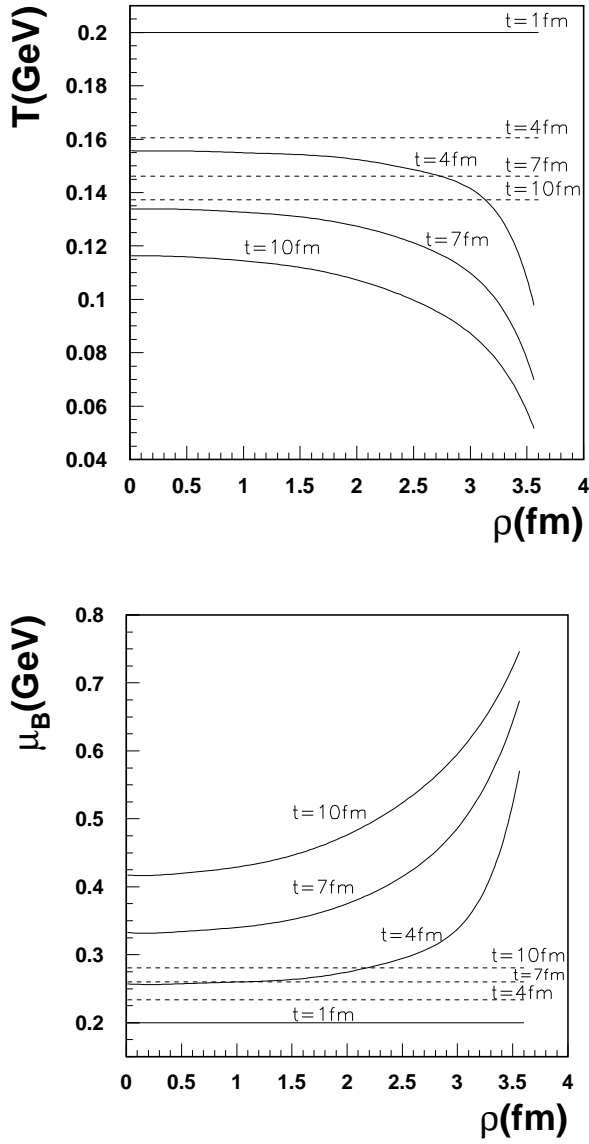 T(GeV)
0.2
0.18
0.16
0.14
0.12
0.1
0.08
0.06
0.04
t=1fm
t=4fm
t=4fm
t=7fm
t=10fm
t=7fm
t=10fm
0 0.5 1 1.5 2 2.5 3 3.5 4
ρ(fm)
μB(GeV)
0.8
0.7
0.6
0.5
0.4
0.3
0.2
t=10fm
t=7fm
t=4fm
t=10fm
t=7fm
t=4fm
t=1fm
0 0.5 1 1.5 2 2.5 3 3.5 4
ρ(fm)